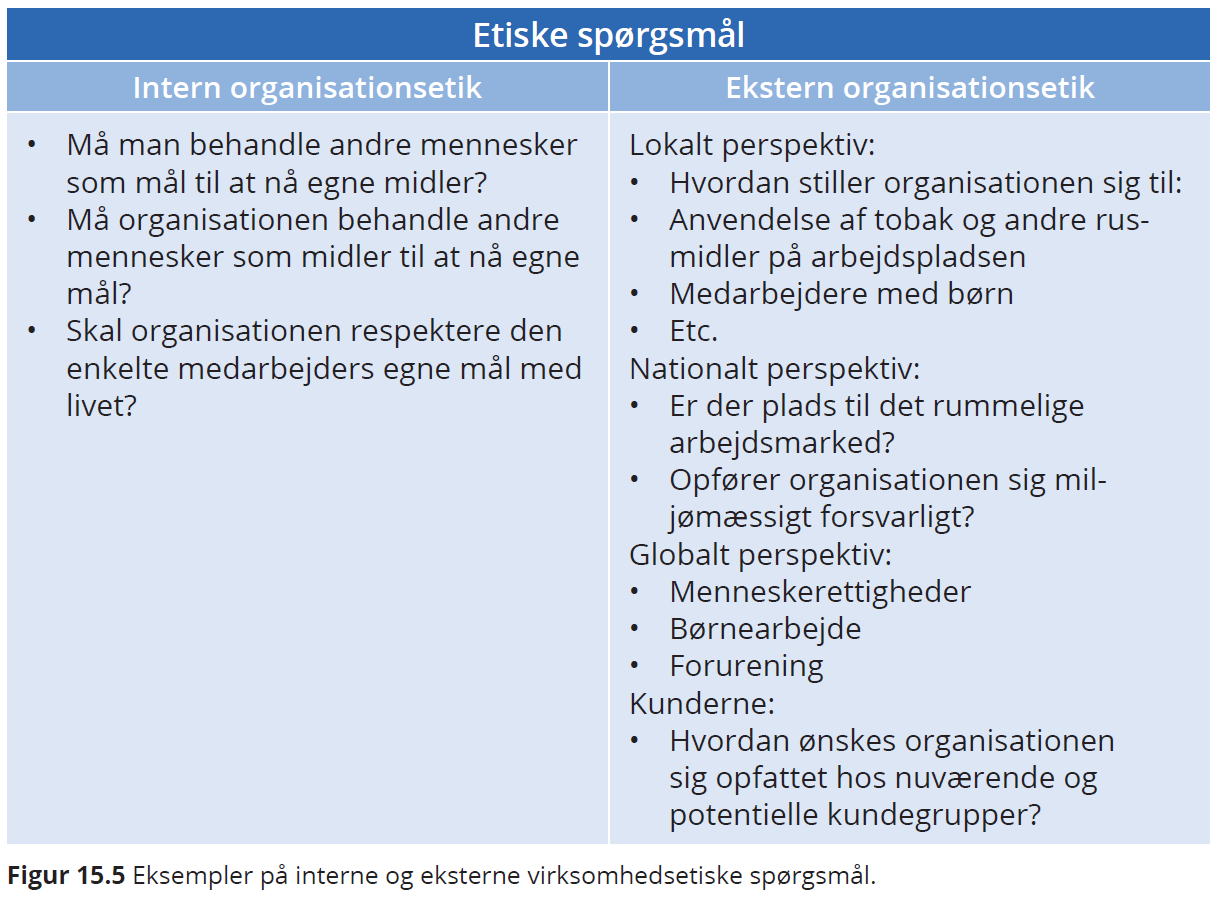 Etiske spørgsmål
Intern organisationsetik
• Må man behandle andre mennesker
som mål til at nå egne midler?
• Må organisationen behandle andre
mennesker som midler til at nå egne
mål?
• Skal organisationen respektere den
enkelte medarbejders egne mål med
livet?
Ekstern organisationsetik
Lokalt perspektiv:
• Hvordan stiller organisationen sig til:
• Anvendelse af tobak og andre rus-
midler på arbejdspladsen
• Medarbejdere med børn
• Etc.
Nationalt perspektiv:
• Er der plads til det rummelige
arbejdsmarked?
• Opfører organisationen sig mil-
jømæssigt forsvarligt?
Globalt perspektiv:
• Menneskerettigheder
• Børnearbejde
• Forurening
Kunderne:
• Hvordan ønskes organisationen
sig opfattet hos nuværende og
potentielle kundegrupper?
Figur 15.5 Eksempler på interne og eksterne virksomhedsetiske spørgsmål.